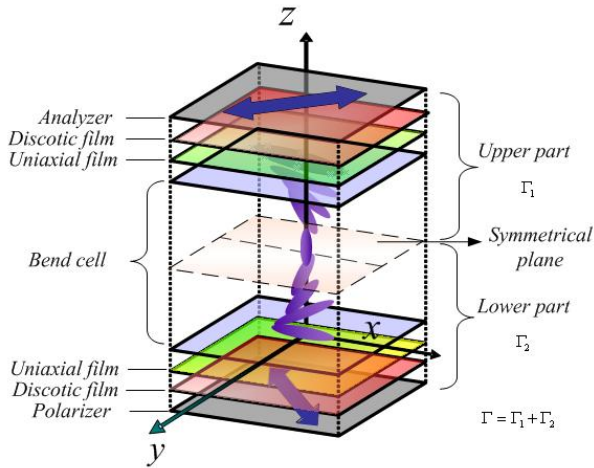 z
Analyzer
Discotic film
Uniaxial film
Upper part
Γ₁
Bend cell
Symmetrical
plane
x
Lower part
Γ₂
Uniaxial film
Discotic film
Polarizer
Γ = Γ₁ + Γ₂
y